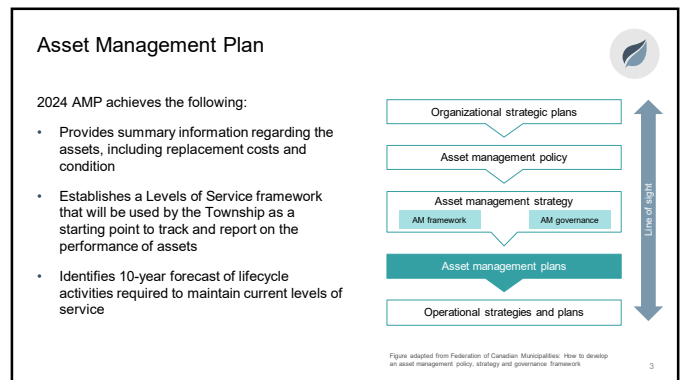 Asset Management Plan
2024 AMP achieves the following:
• Provides summary information regarding the
assets, including replacement costs and
condition
• Establishes a Levels of Service framework
that will be used by the Township as a
starting point to track and report on the
performance of assets
• Identifies 10-year forecast of lifecycle
activities required to maintain current levels of
service
Organizational strategic plans
Asset management policy
Asset management strategy
AM framework
AM governance
Asset management plans
Operational strategies and plans
Line of sight
Figure adapted from Federation of Canadian Municipalities: How to develop
an asset management policy, strategy and governance framework
3